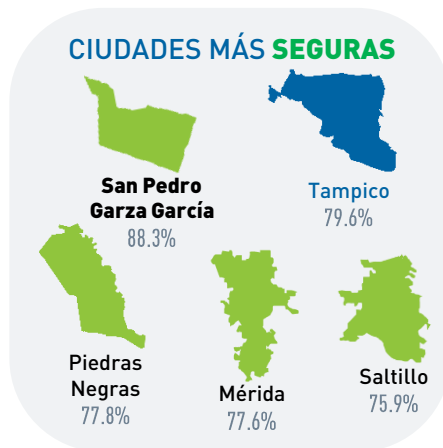 CIUDADES MÁS SEGURAS
San Pedro
Garza García
88.3%
Tampico
79.6%
Piedras
Negras
77.8%
Mérida
77.6%
Saltillo
75.9%